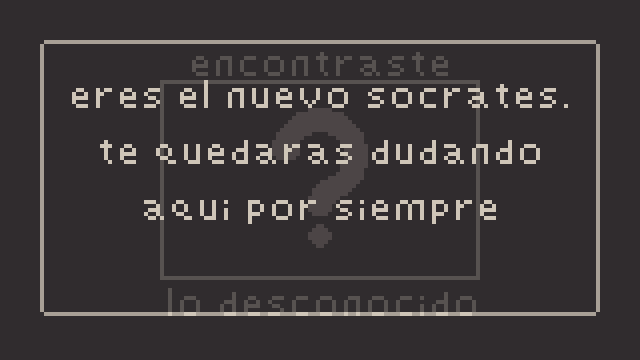 encontraste
eres el nuevo socrates.
te quedaras dudando
?
aqui por siempre
lo desconocido